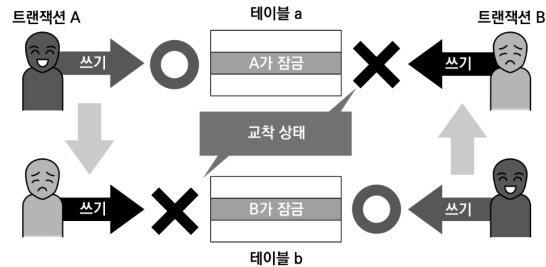 트랜잭션 A
테이블 a
트랜잭션 B
쓰기
A가 잠금
쓰기
교착 상태
쓰기
B가 잠금
쓰기
테이블 b